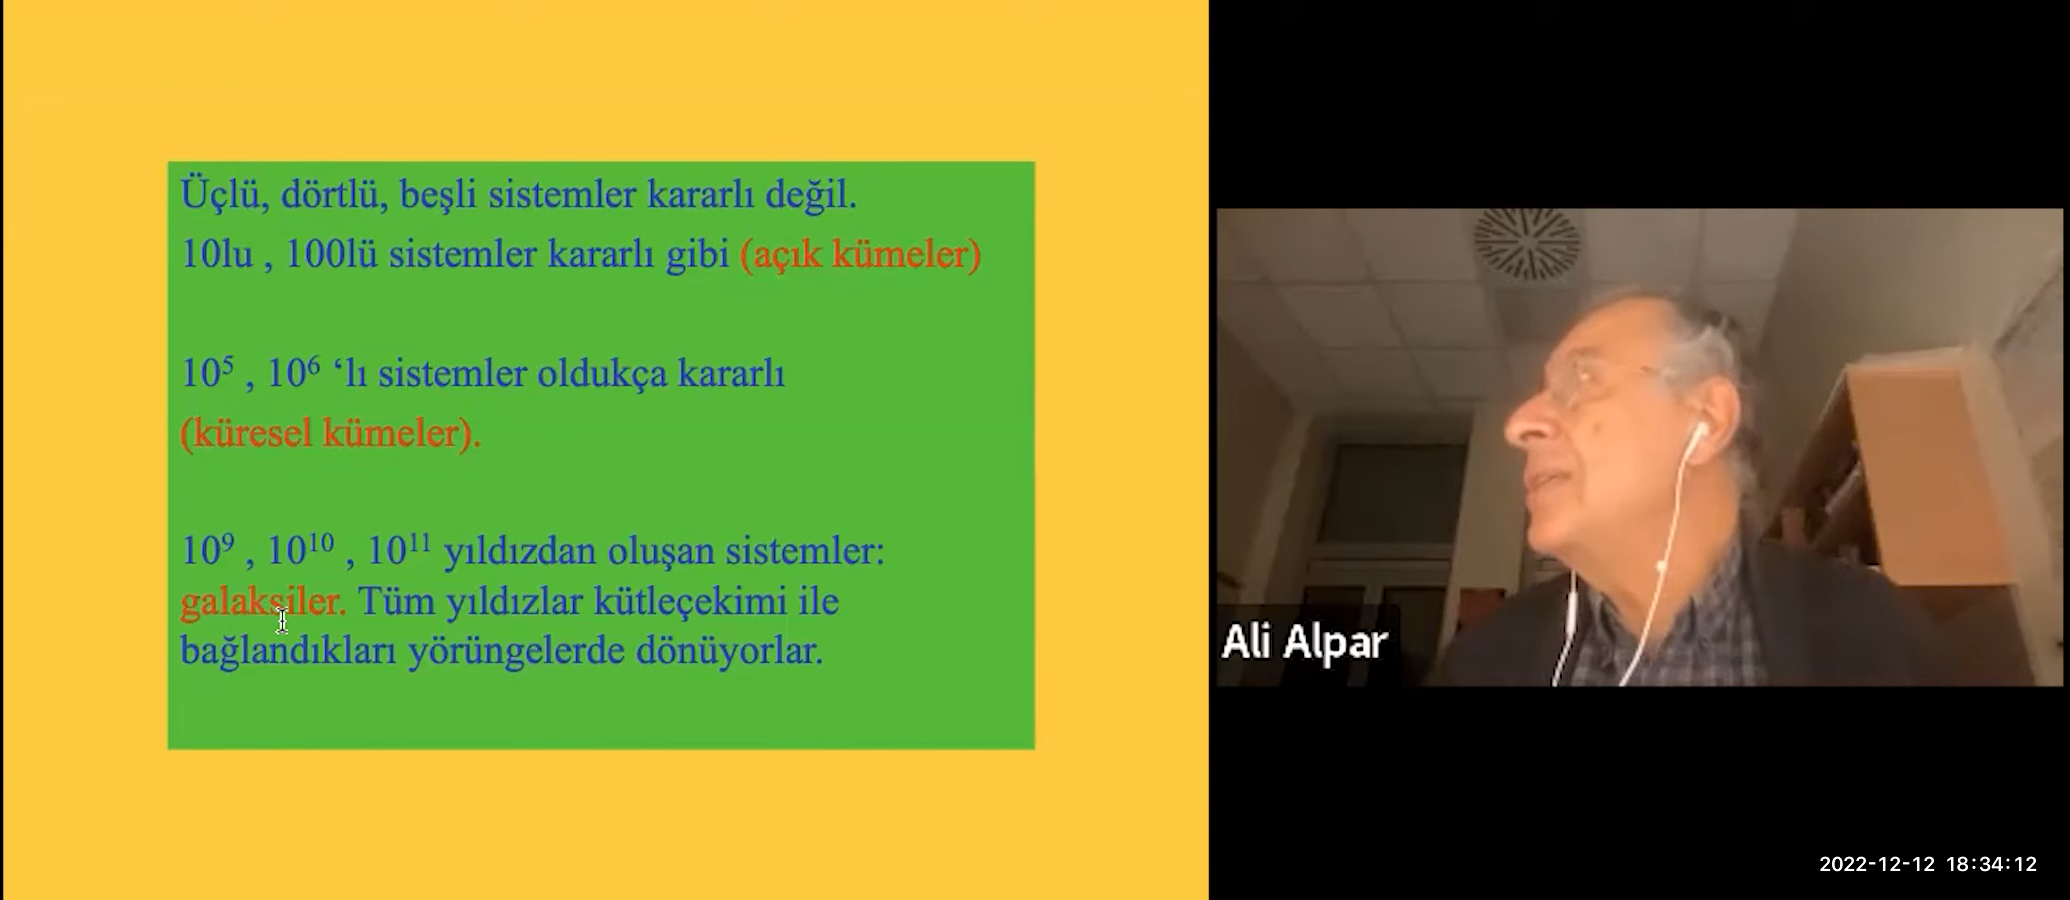 Üçlü, dörtlü, beşli sistemler kararlı değil.
10lu , 100lü sistemler kararlı gibi (açık kümeler)
10⁵ , 10⁶ ‘lı sistemler oldukça kararlı
(küresel kümeler).
10⁹ , 10¹⁰ , 10¹¹ yıldızdan oluşan sistemler:
galaksiler. Tüm yıldızlar kütleçekimi ile
bağlandıkları yörüngelerde dönüyorlar.
Ali Alpar
2022-12-12 18:34:12